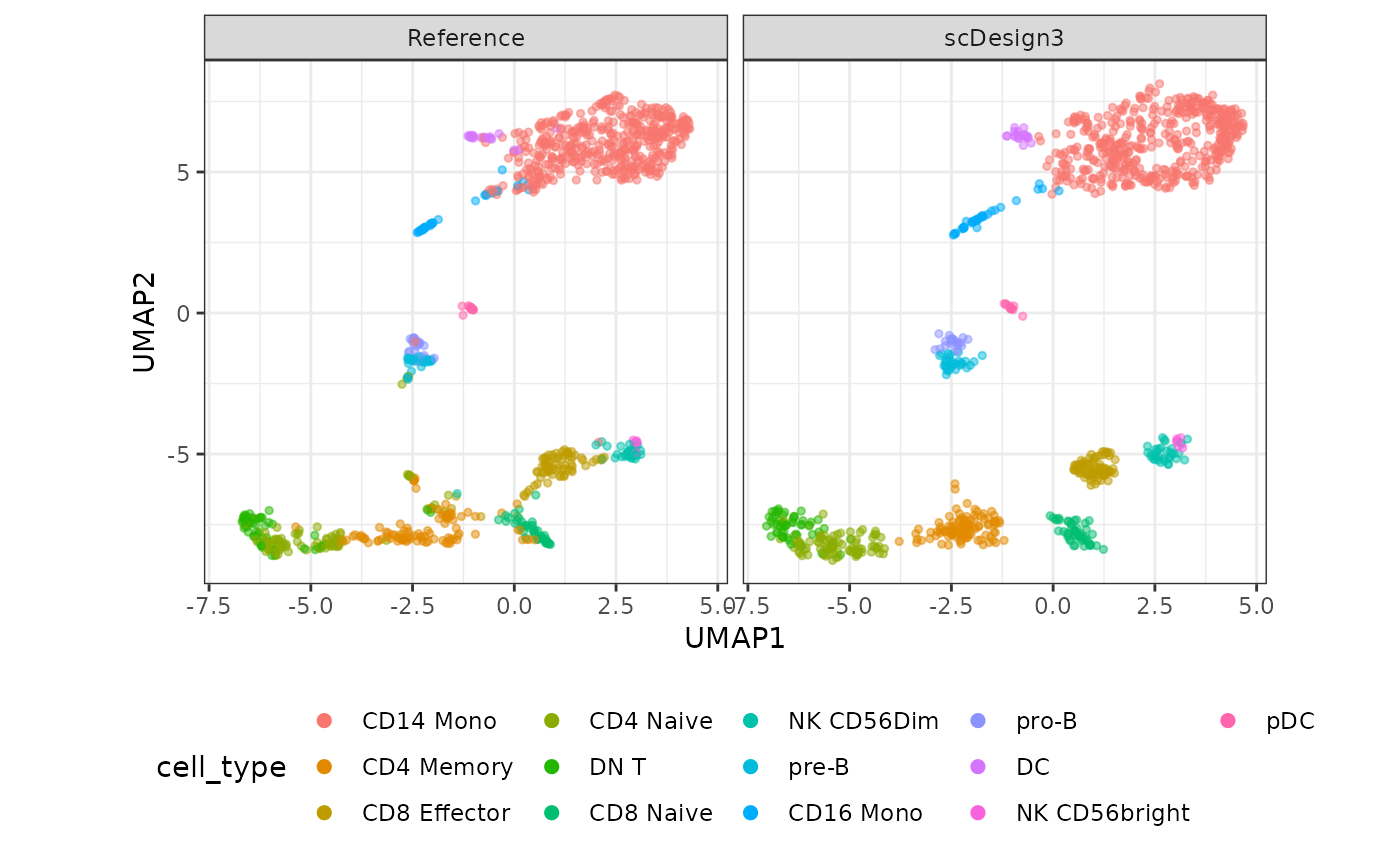 Reference scDesign3
5
0
-5
UMAP2
-7.5 -5.0 -2.5 0.0 2.5 5.0 -7.5 -5.0 -2.5 0.0 2.5 5.0
UMAP1
cell_type
CD14 Mono CD4 Naive NK CD56Dim pro-B pDC
CD4 Memory DN T pre-B DC
CD8 Effector CD8 Naive CD16 Mono NK CD56bright